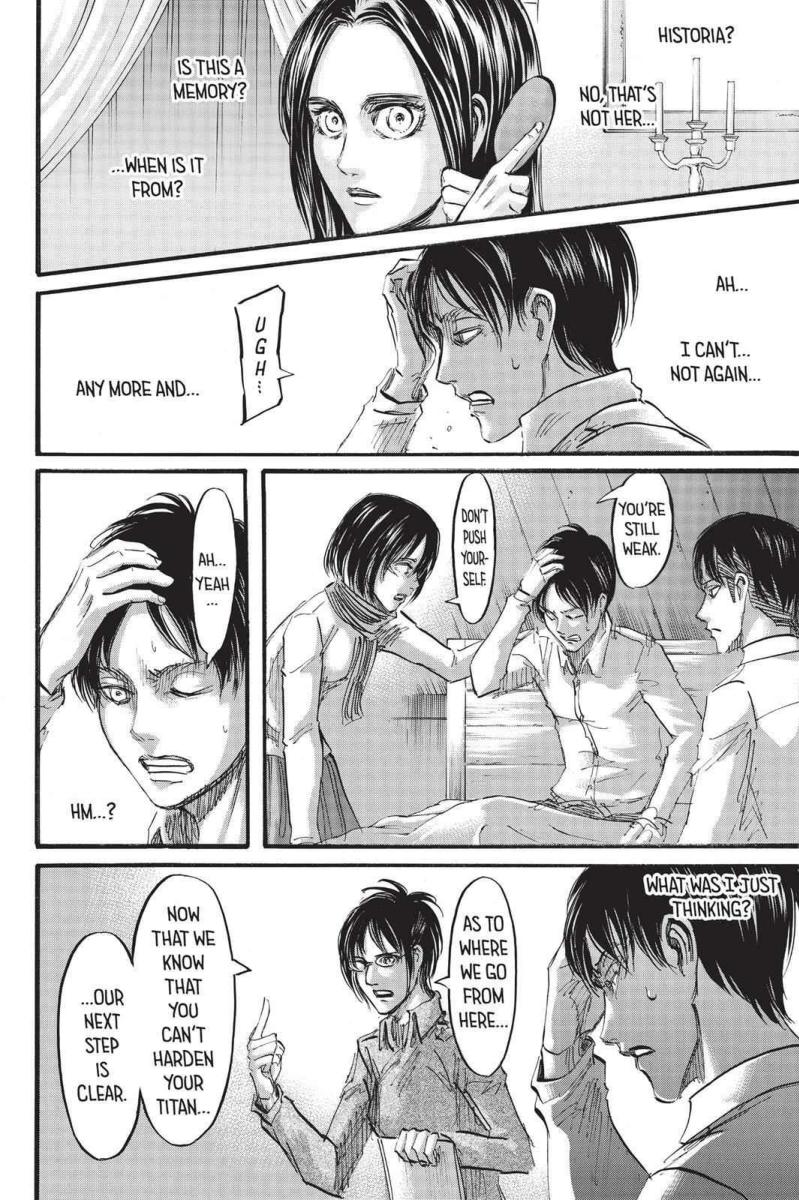 HISTORIA?
NO, THAT'S
NOT HER...
IS THIS A
MEMORY?
...WHEN IS IT
FROM?
AH...
I CAN'T...
NOT AGAIN...
UGH...
ANY MORE AND...
YOU'RE
STILL
WEAK.
DON'T
PUSH
YOUR-
SELF.
AH...
YEAH
...
HM...?
WHAT WAS I JUST
THINKING?
AS TO
WHERE
WE GO
FROM
HERE...
NOW
THAT WE
KNOW
THAT
YOU
CAN'T
HARDEN
YOUR
TITAN...
...OUR
NEXT
STEP
IS
CLEAR.